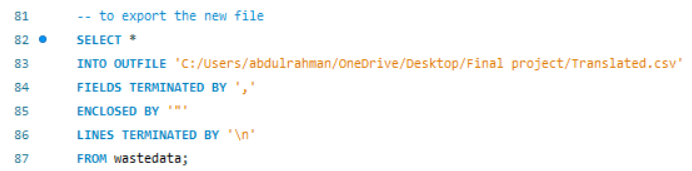 81 -- to export the new file
82 SELECT *
83 INTO OUTFILE 'C:/Users/abdulrahman/OneDrive/Desktop/Final project/Translated.csv'
84 FIELDS TERMINATED BY ','
85 ENCLOSED BY '"'
86 LINES TERMINATED BY '\n'
87 FROM wastedata;